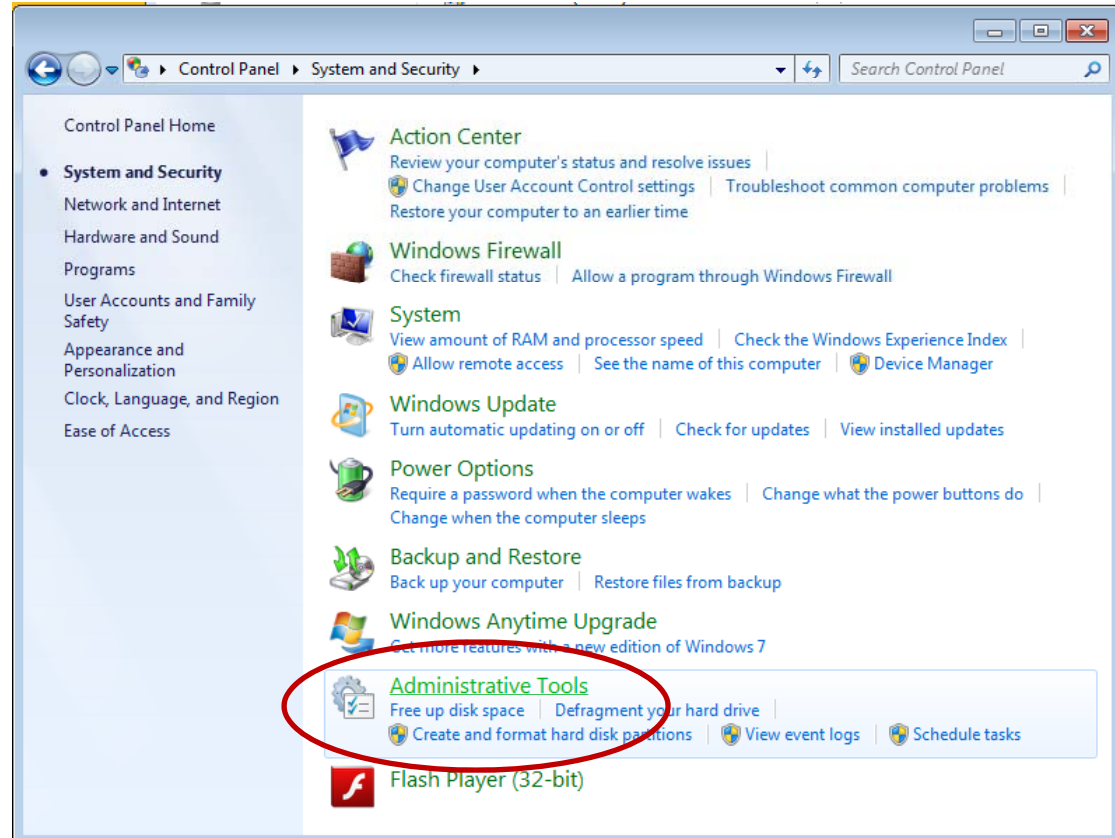 Control Panel System and Security Search Control Panel
Control Panel Home
System and Security
Network and Internet
Hardware and Sound
Programs
User Accounts and Family
Safety
Appearance and
Personalization
Clock, Language, and Region
Ease of Access
Action Center
Review your computer's status and resolve issues
Change User Account Control settings Troubleshoot common computer problems
Restore your computer to an earlier time
Windows Firewall
Check firewall status Allow a program through Windows Firewall
System
View amount of RAM and processor speed Check the Windows Experience Index
Allow remote access See the name of this computer Device Manager
Windows Update
Turn automatic updating on or off Check for updates View installed updates
Power Options
Require a password when the computer wakes Change what the power buttons do
Change when the computer sleeps
Backup and Restore
Back up your computer Restore files from backup
Windows Anytime Upgrade
Get more features with a new edition of Windows 7
Administrative Tools
Free up disk space Defragment your hard drive
Create and format hard disk partitions View event logs Schedule tasks
Flash Player (32-bit)